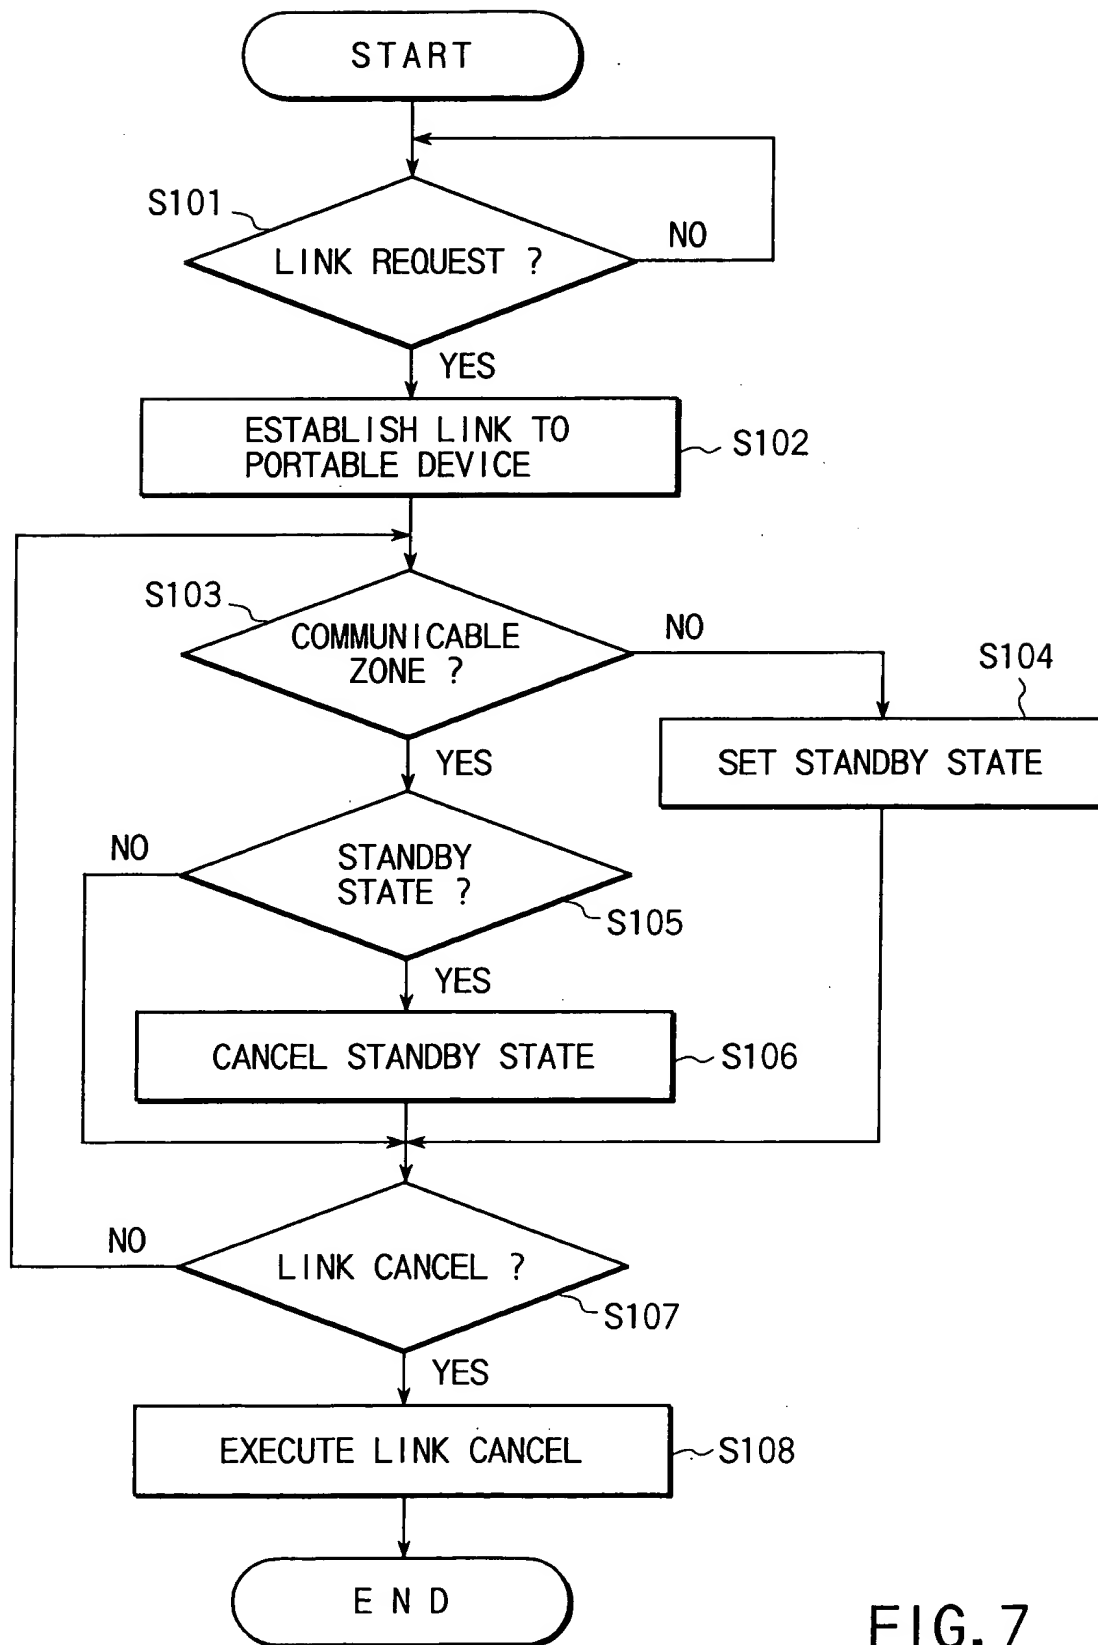 START
S101
LINK REQUEST ?
NO
YES
ESTABLISH LINK TO
PORTABLE DEVICE
S102
S103
COMMUNICABLE
ZONE ?
NO
S104
SET STANDBY STATE
YES
NO
STANDBY
STATE ?
S105
YES
CANCEL STANDBY STATE
S106
NO
LINK CANCEL ?
S107
YES
EXECUTE LINK CANCEL
S108
END
FIG. 7